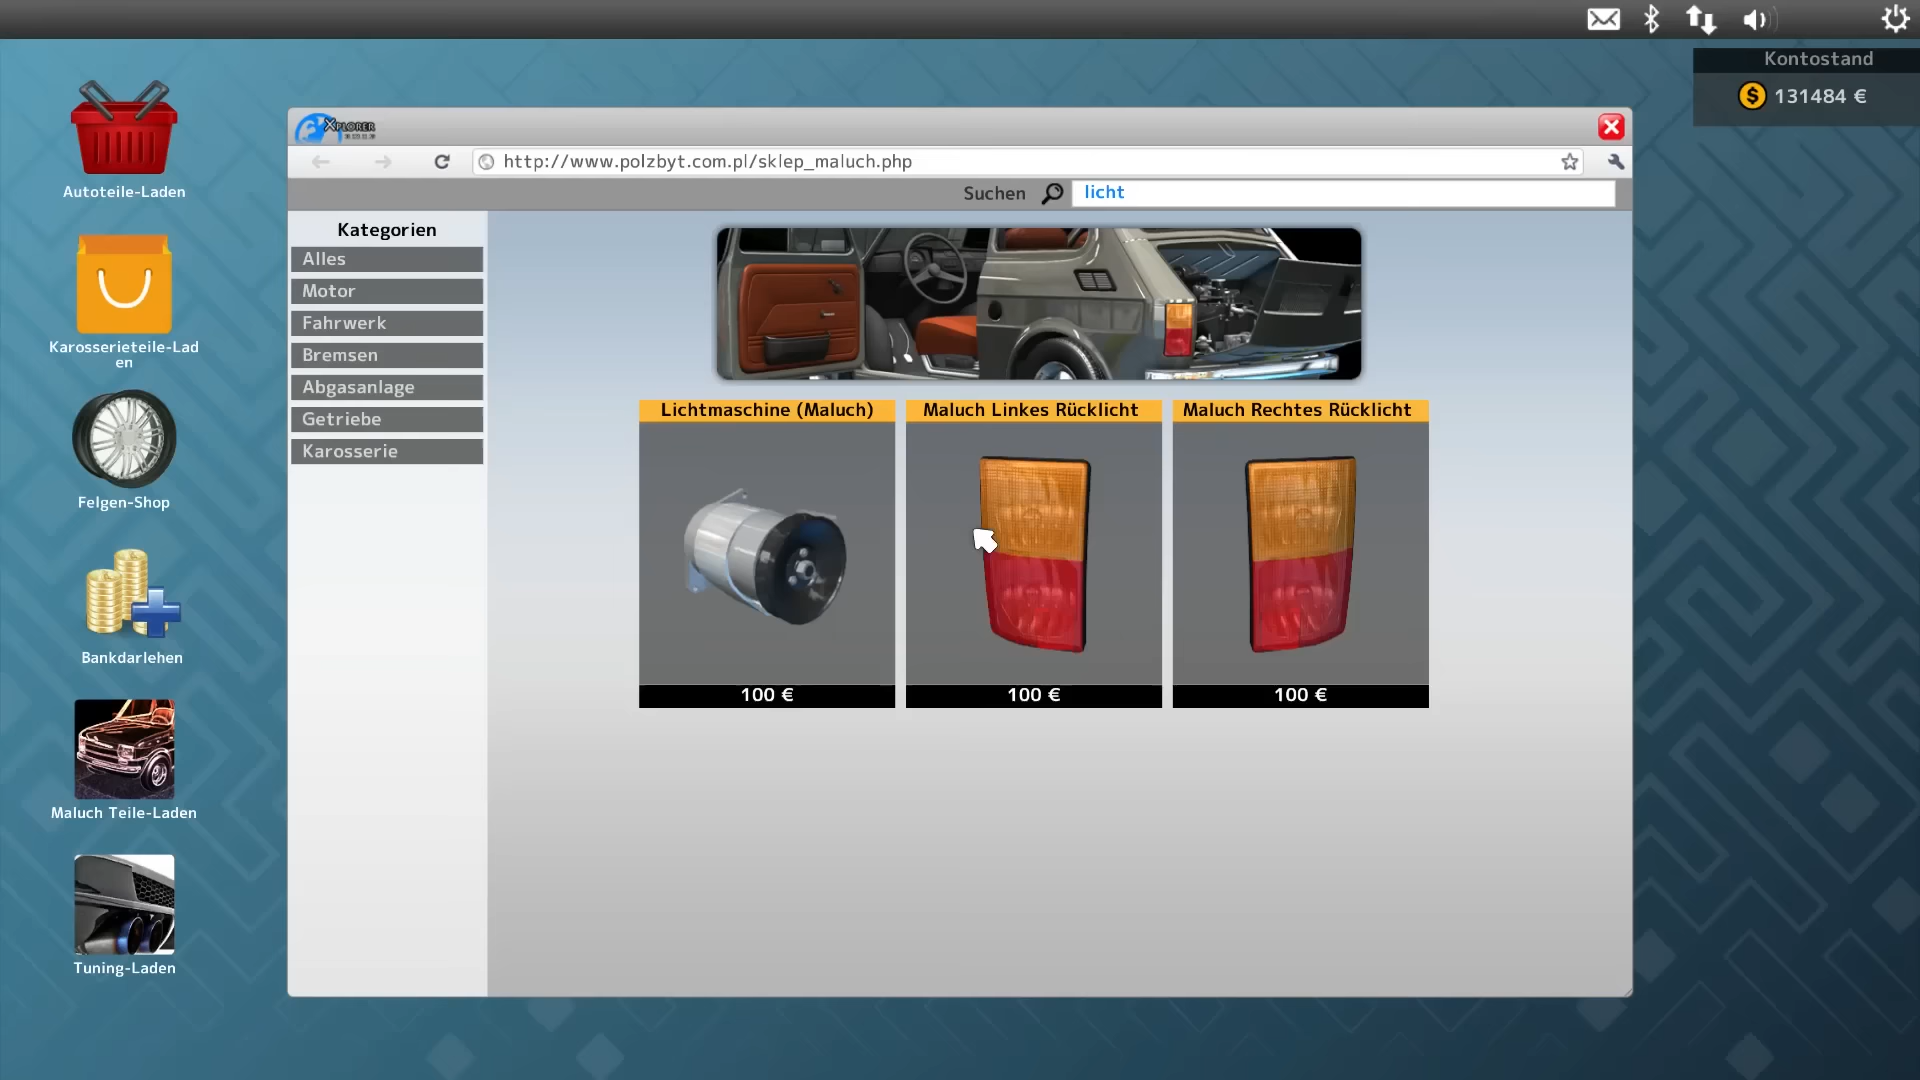 Kontostand
131484 €
Autoteile-Laden
Karosserieteile-Lad
en
Felgen-Shop
Bankdarlehen
Maluch Teile-Laden
Tuning-Laden
XPLORER
http://www.polzbyt.com.pl/sklep_maluch.php
Suchen licht
Kategorien
Alles
Motor
Fahrwerk
Bremsen
Abgasanlage
Getriebe
Karosserie
Lichtmaschine (Maluch)
100 €
Maluch Linkes Rücklicht
100 €
Maluch Rechtes Rücklicht
100 €